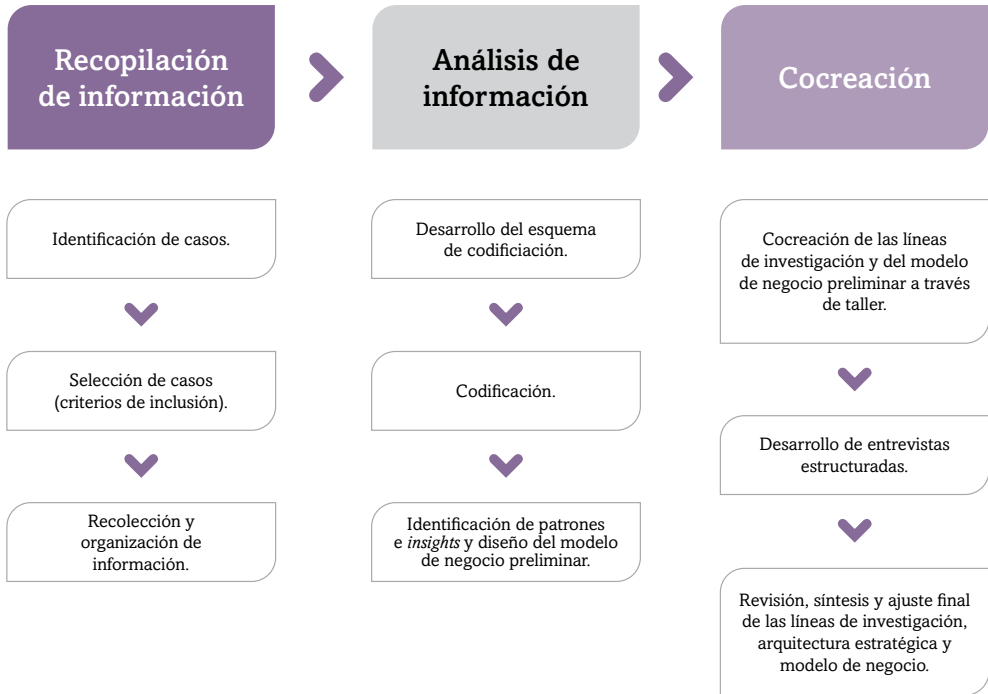 Recopilación
de información
Análisis de
información
Cocreación
Identificación de casos.
Selección de casos
(criterios de inclusión).
Recolección y
organización de
información.
Desarrollo del esquema
de codificiación.
Codificación.
Identificación de patrones
e insights y diseño del modelo
de negocio preliminar.
Cocreación de las líneas
de investigación y del modelo
de negocio preliminar a través
de taller.
Desarrollo de entrevistas
estructuradas.
Revisión, síntesis y ajuste final
de las líneas de investigación,
arquitectura estratégica y
modelo de negocio.